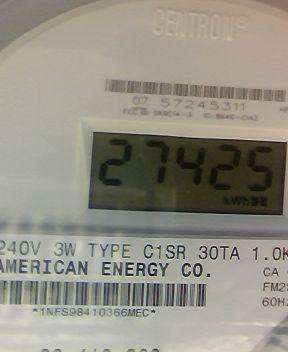 CENTRON®
07 57245311
27425
kWh
240V 3W TYPE C1SR 30TA 1.0K
AMERICAN ENERGY CO.
CA
FM2S
60Hz
*1NFS98410366MEC*